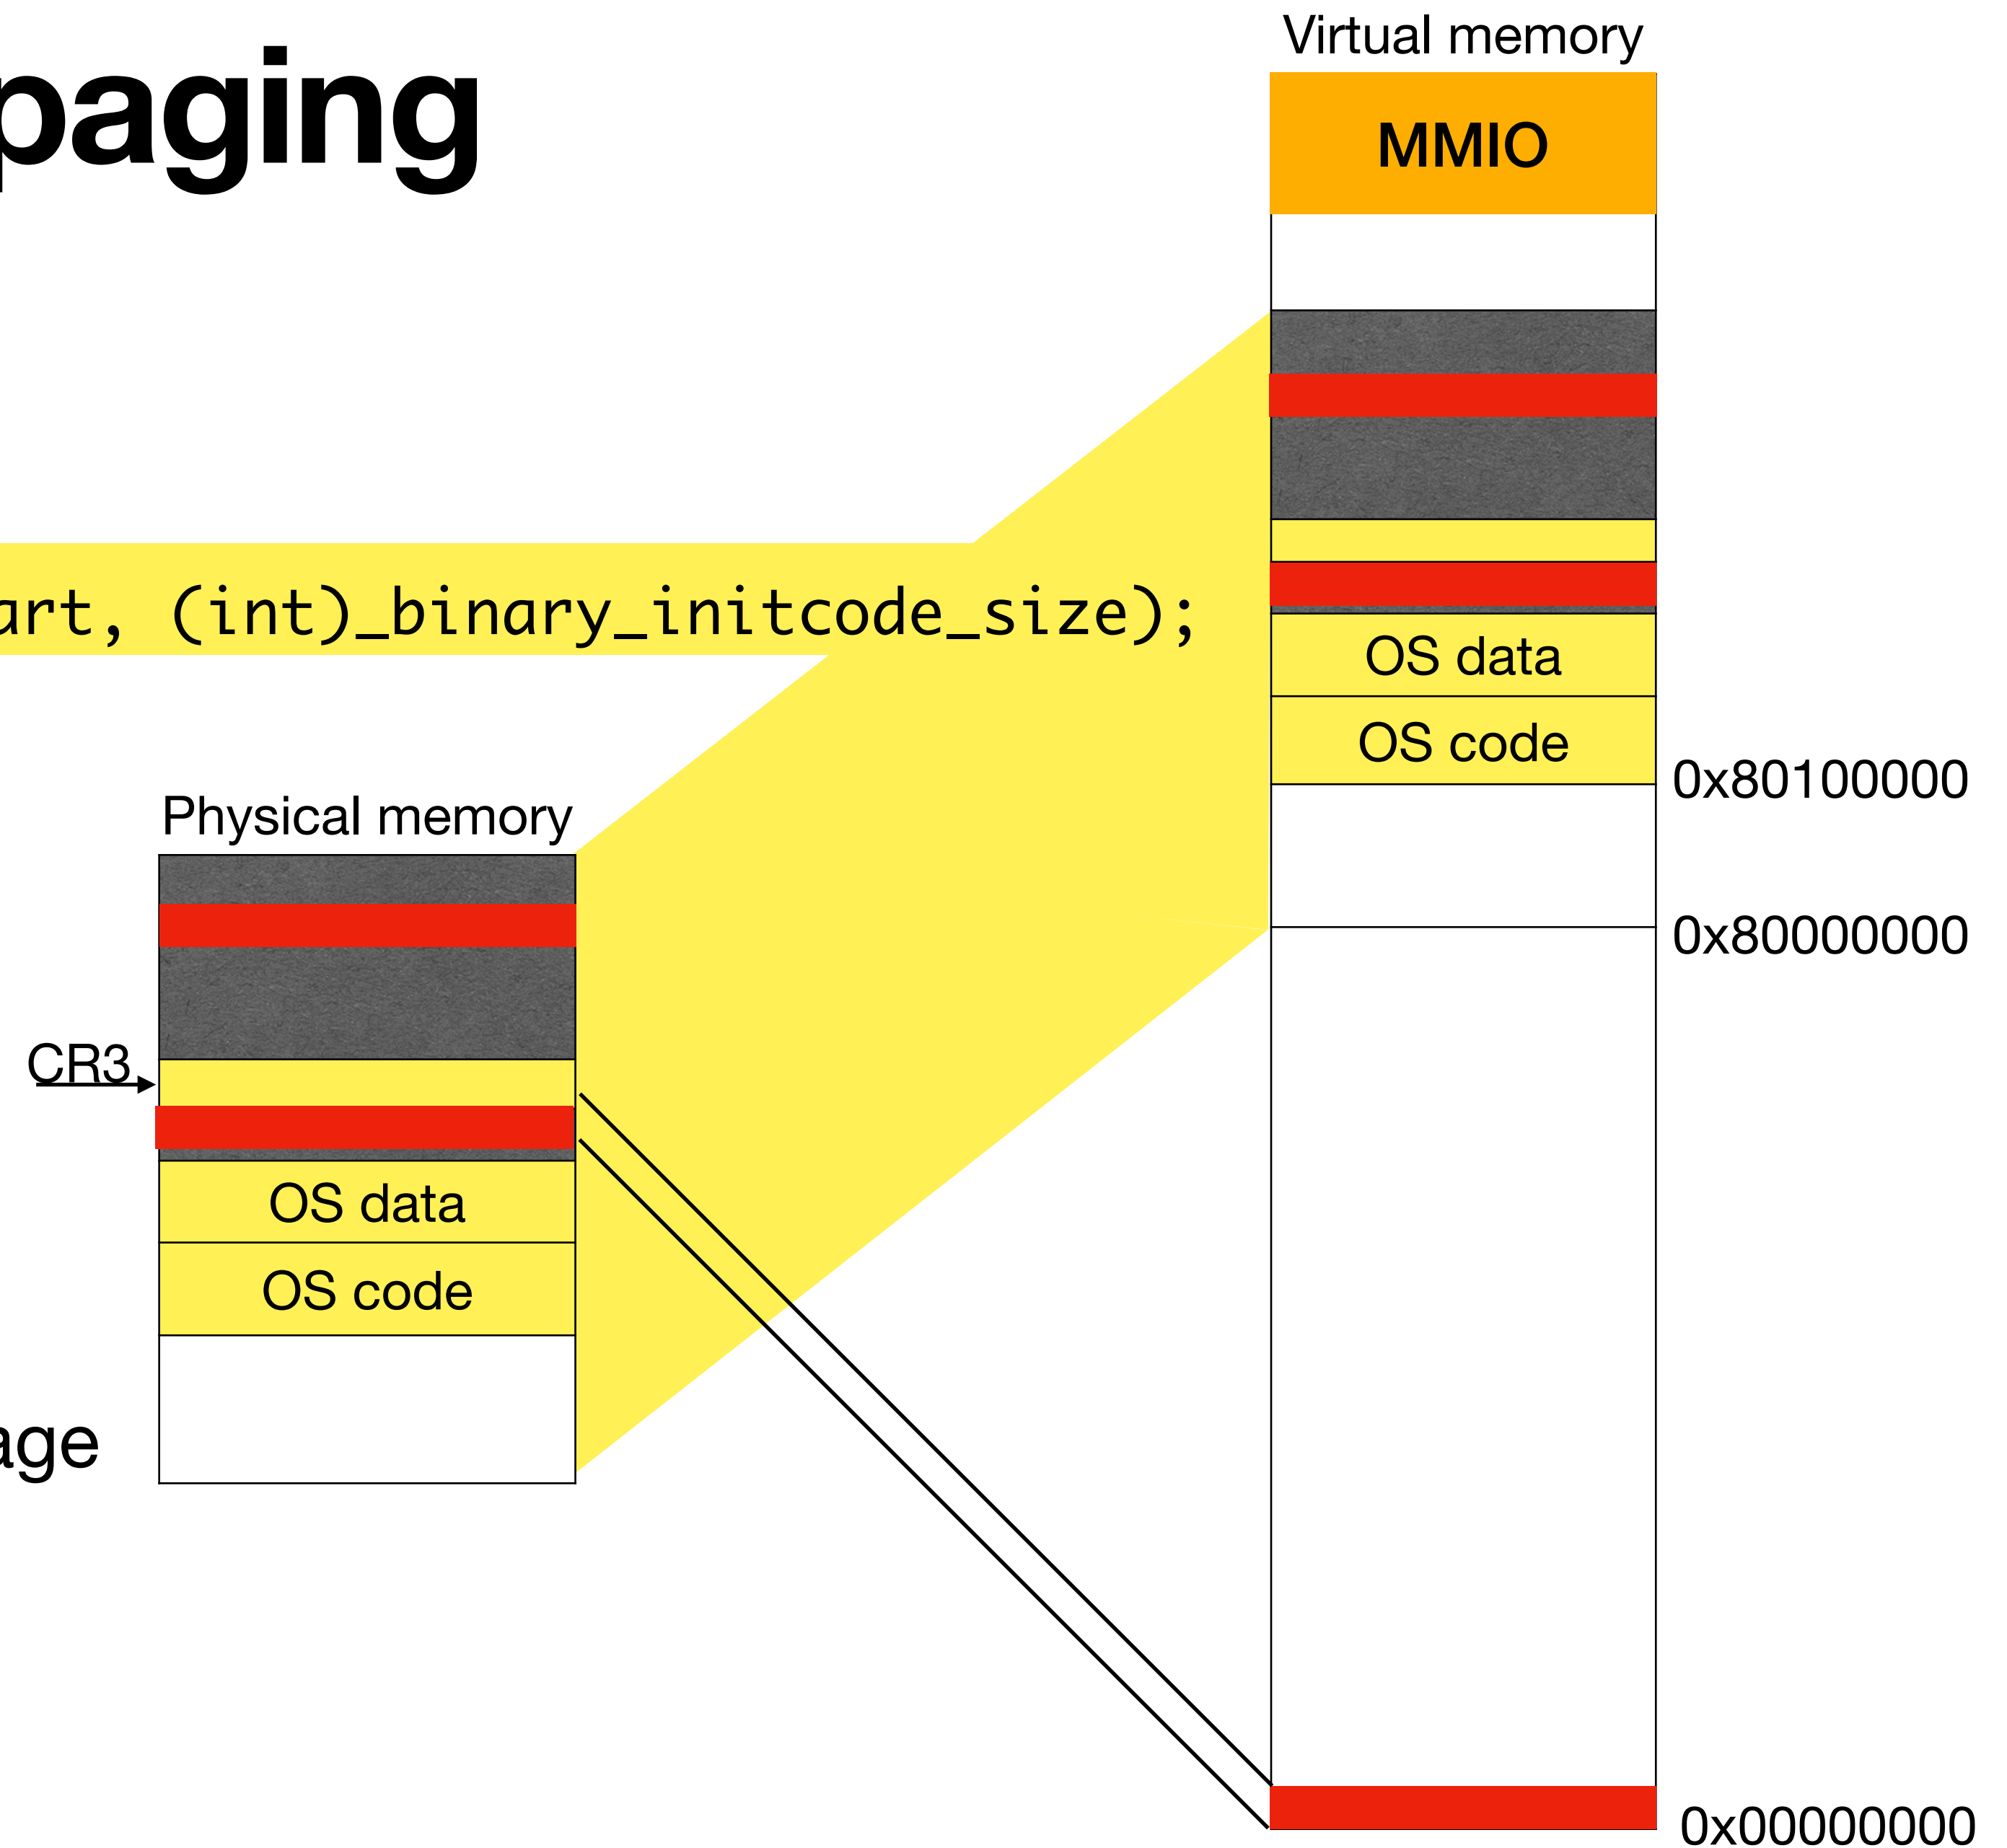 paging
Virtual memory
MMIO
art, (int)_binary_initcode_size);
OS data
OS code
0x80100000
Physical memory
0x80000000
CR3
OS data
OS code
age
0x00000000